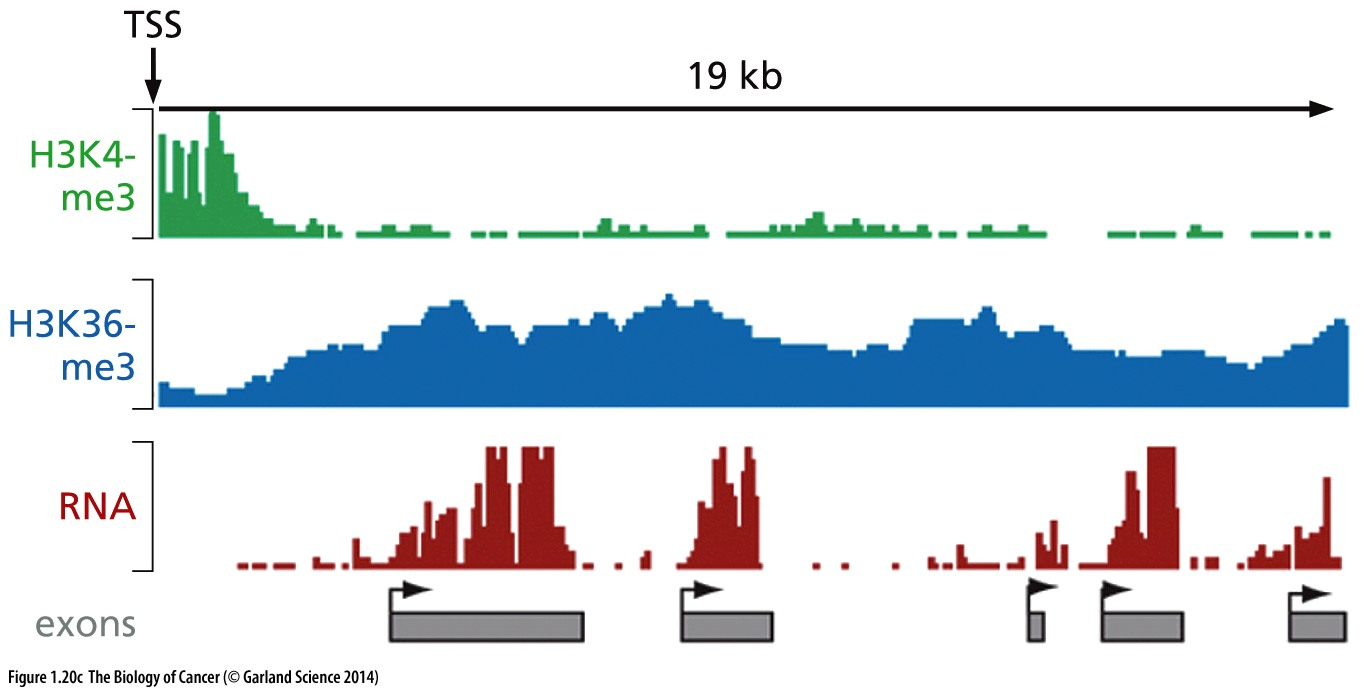 TSS
19 kb
H3K4-
me3
H3K36-
me3
RNA
exons
Figure 1.20c The Biology of Cancer (© Garland Science 2014)